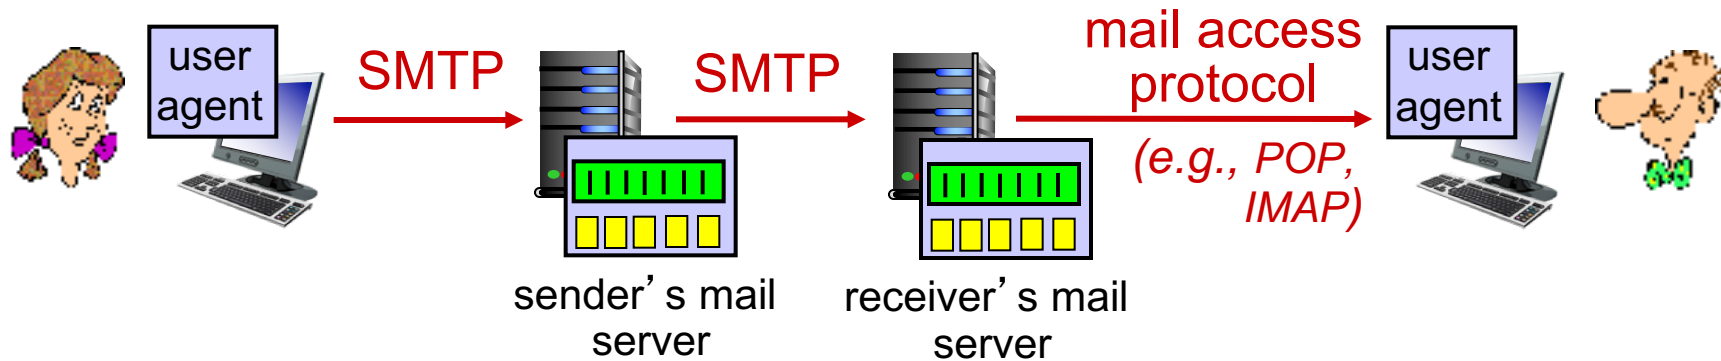 user
agent
SMTP
SMTP
mail access
protocol
(e.g., POP,
IMAP)
user
agent
sender’s mail
server
receiver’s mail
server